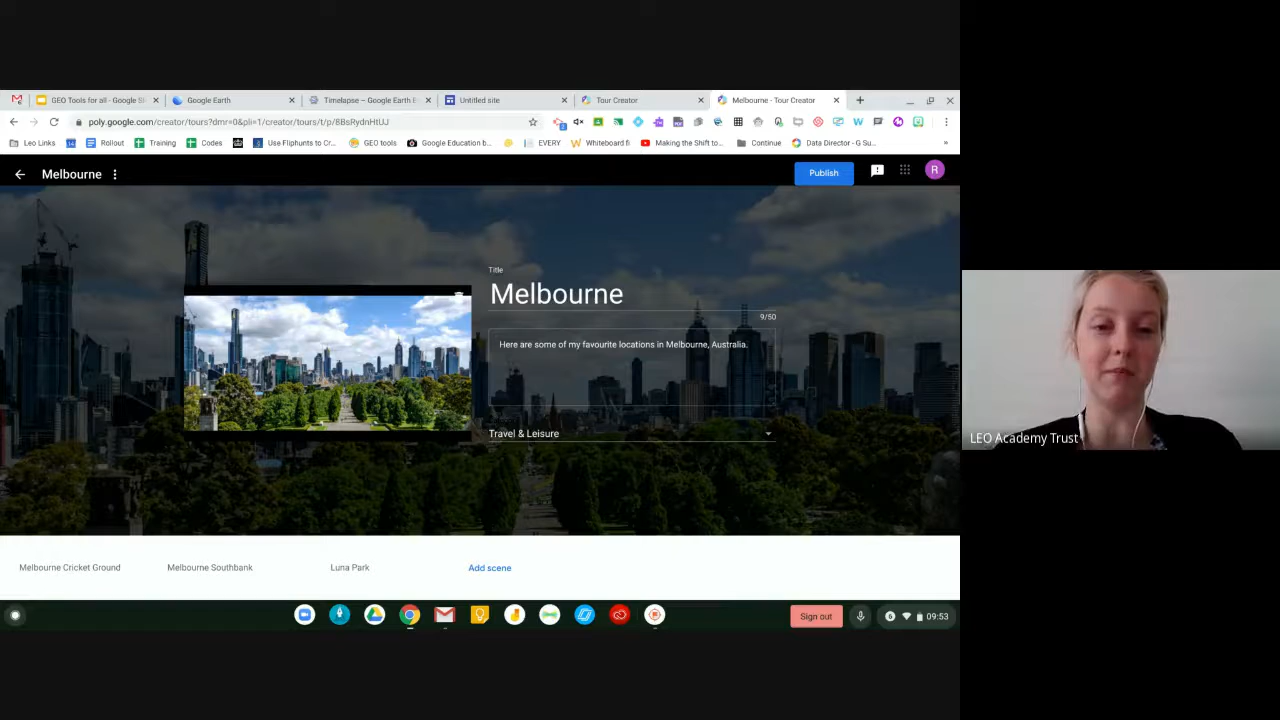 GEO Tools for all - Google Sl
Google Earth
Timelapse – Google Earth E
Untitled site
Tour Creator
Melbourne - Tour Creator
poly.google.com/creator/tours?dmr=0&pli=1/creator/tours/t/p/8BsRydnHtUJ
Leo Links
Rollout
Training
Codes
Use Fliphunts to Cr...
GEO tools
Google Education b...
EVERY
Whiteboard fi
Making the Shift to...
Continue
Data Director - G Su...
»
Melbourne
Publish
R
Title
Melbourne
9/50
Here are some of my favourite locations in Melbourne, Australia.
Travel & Leisure
LEO Academy Trust
Melbourne Cricket Ground
Melbourne Southbank
Luna Park
Add scene
Sign out
6
09:53